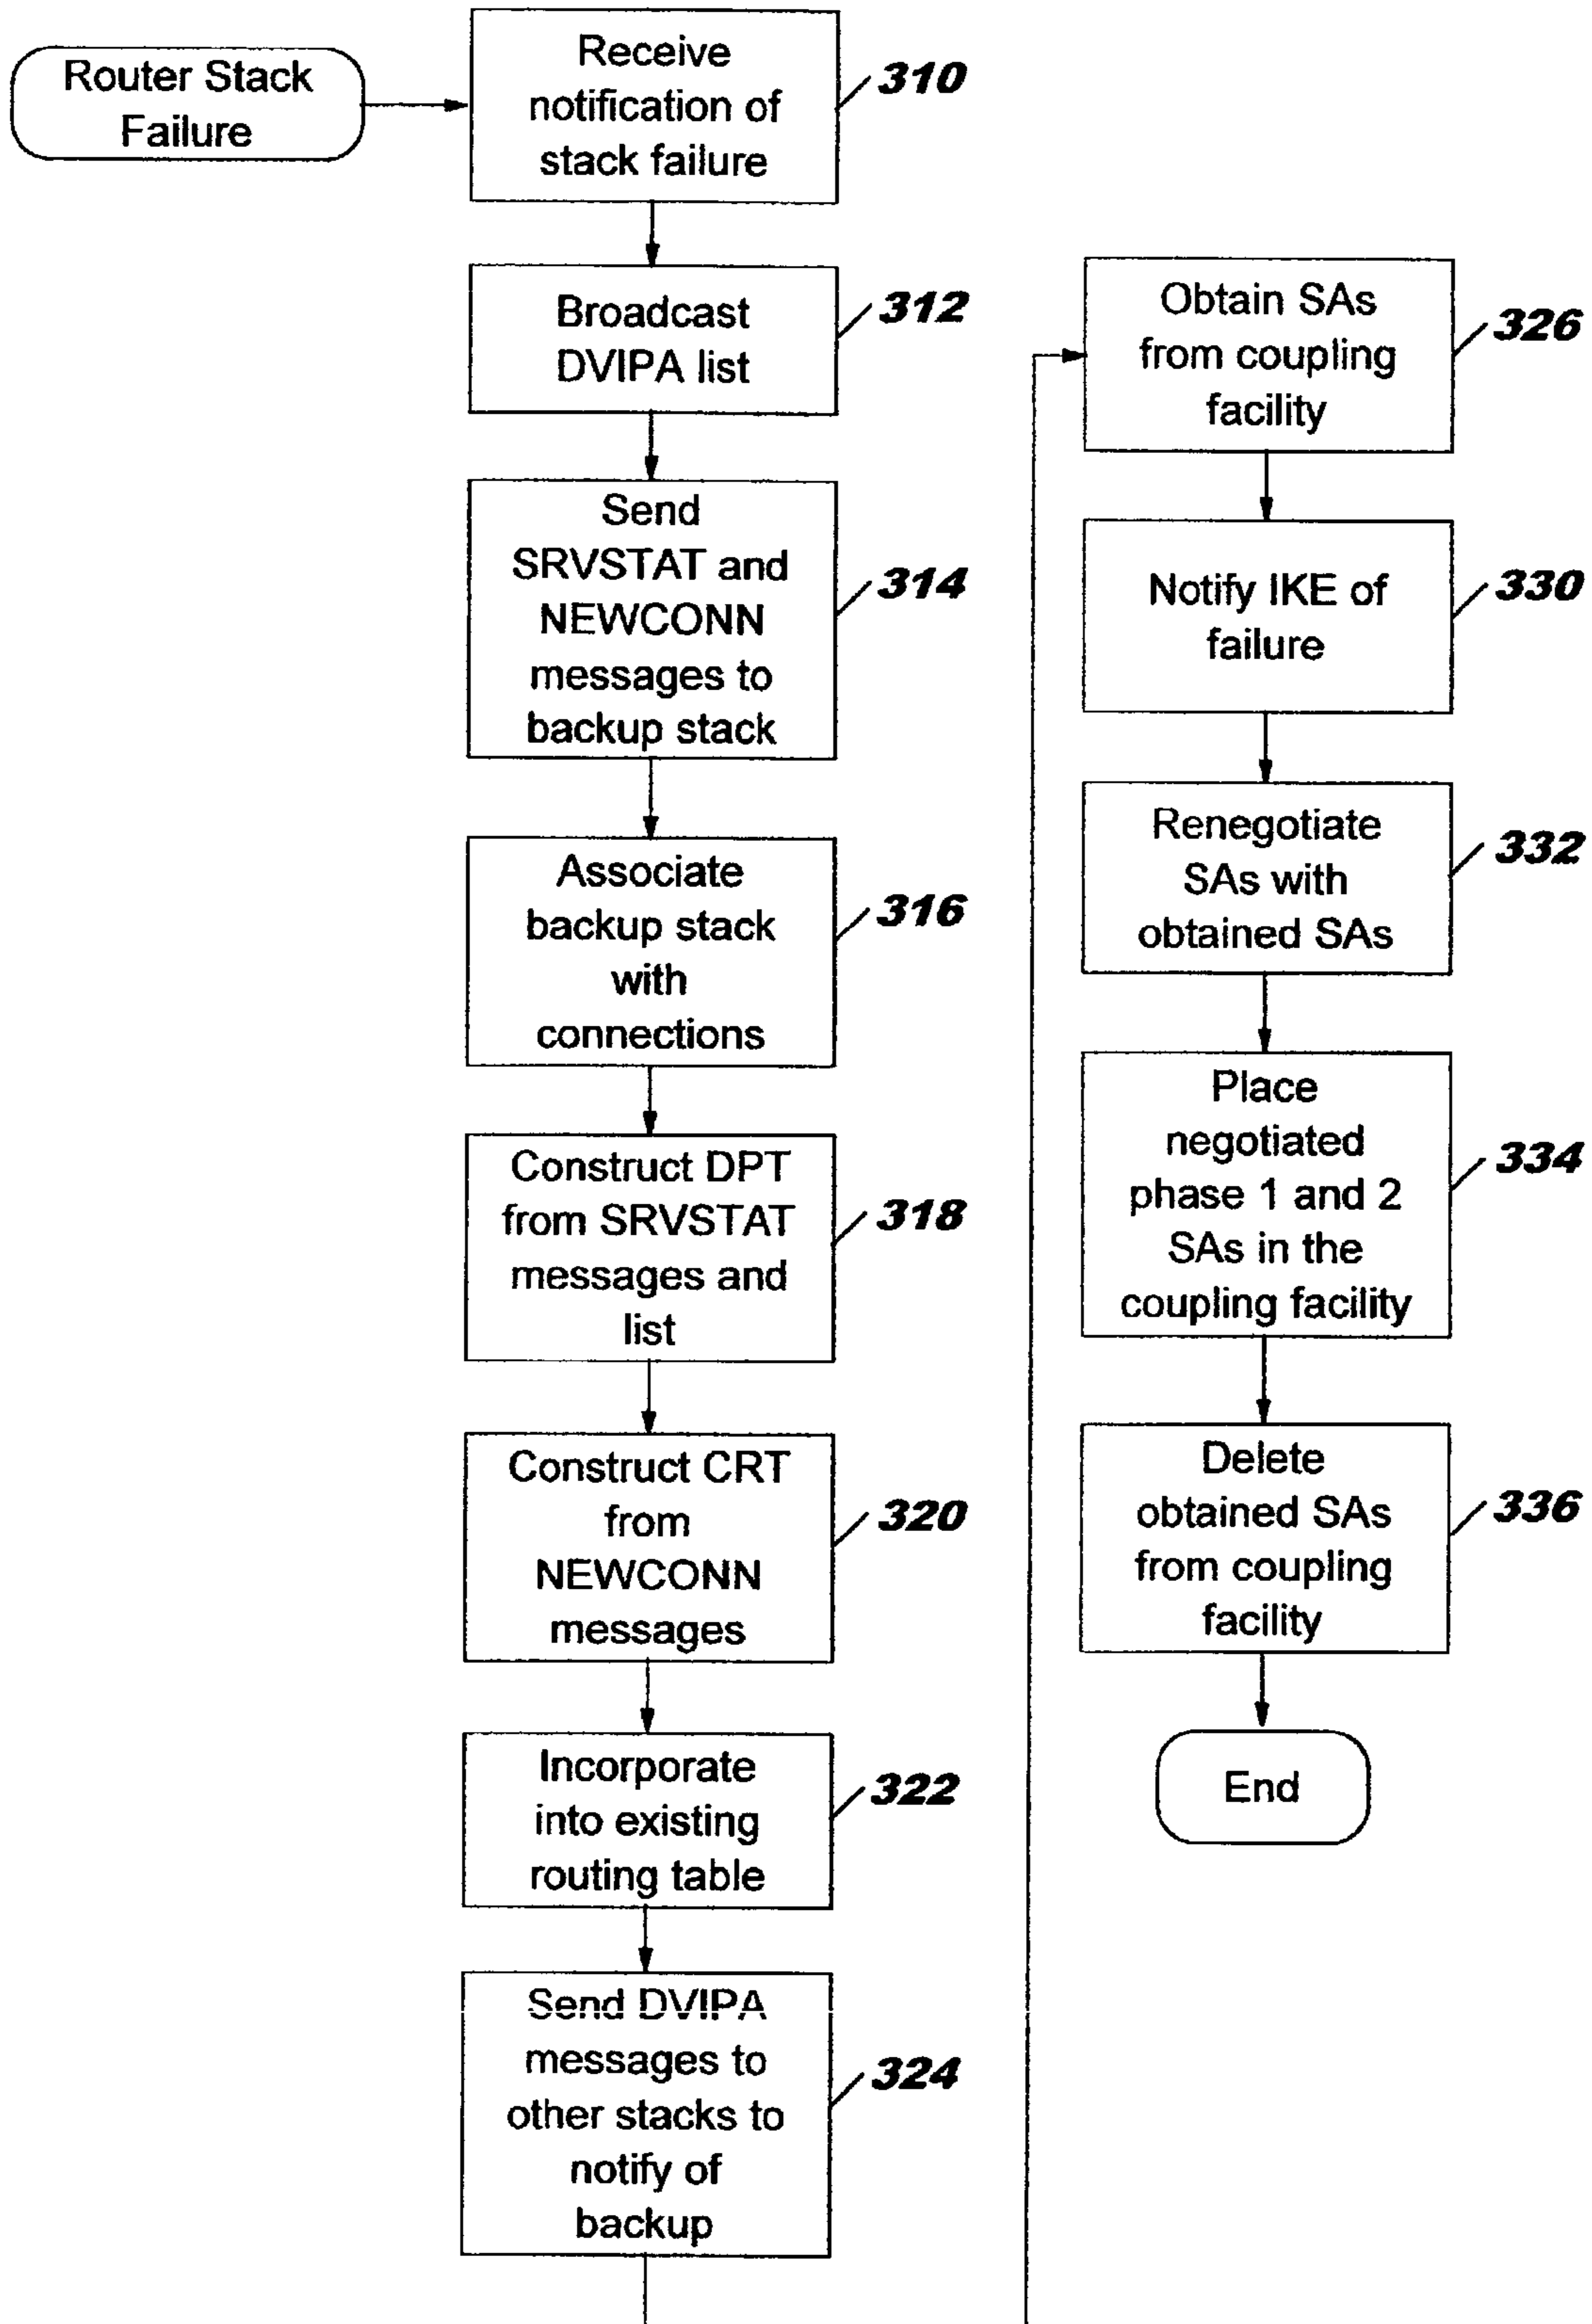 Router Stack
Failure
Receive
notification of
stack failure
310
Broadcast
DVIPA list
312
Send
SRVSTAT and
NEWCONN
messages to
backup stack
314
Associate
backup stack
with
connections
316
Construct DPT
from SRVSTAT
messages and
list
318
Construct CRT
from
NEWCONN
messages
320
Incorporate
into existing
routing table
322
Send DVIPA
messages to
other stacks to
notify of
backup
324
Obtain SAs
from coupling
facility
326
Notify IKE of
failure
330
Renegotiate
SAs with
obtained SAs
332
Place
negotiated
phase 1 and 2
SAs in the
coupling facility
334
Delete
obtained SAs
from coupling
facility
336
End